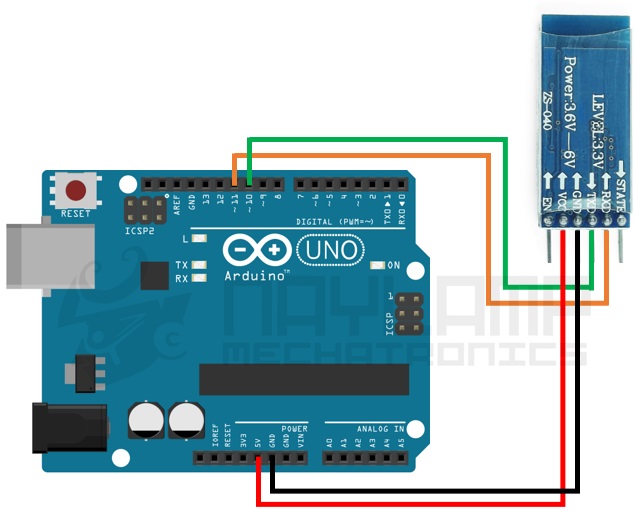 ZS-040
Power:3.6V—6V
LEVEL:3.3V
EN
VCC
GND
TXD
RXD
STATE
RESET
ICSP2
AREF
GND
13
12
~11
~10
~9
8
7
~6
~5
4
~3
2
TXD▶1
RXD◀0
DIGITAL (PWM=~)
L
TX
RX
UNO
Arduino™
ON
1
ICSP
NAYLAMP
MECHATRONICS
POWER
ANALOG IN
IOREF
RESET
3V3
5V
GND
GND
VIN
A0
A1
A2
A3
A4
A5